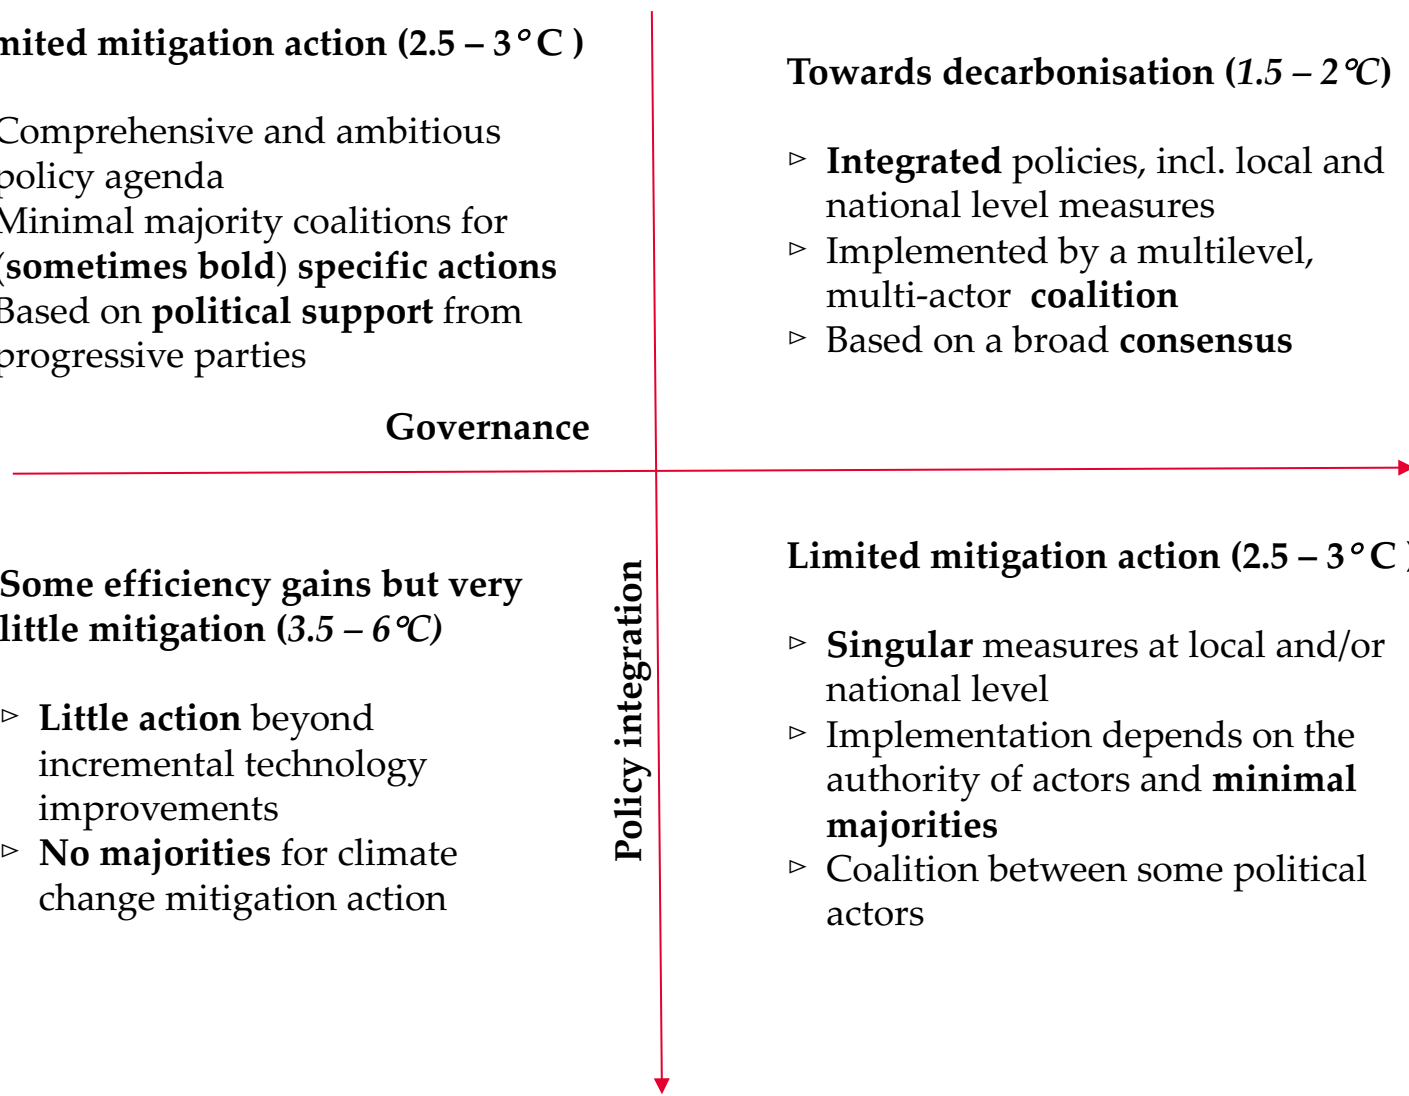 mited mitigation action (2.5 – 3°C )
Comprehensive and ambitious
policy agenda
Minimal majority coalitions for
(sometimes bold) specific actions
Based on political support from
progressive parties
Towards decarbonisation (1.5 – 2°C)
▹ Integrated policies, incl. local and
national level measures
▹ Implemented by a multilevel,
multi-actor coalition
▹ Based on a broad consensus
Governance
Policy integration
Some efficiency gains but very
little mitigation (3.5 – 6°C)
▹ Little action beyond
incremental technology
improvements
▹ No majorities for climate
change mitigation action
Limited mitigation action (2.5 – 3°C )
▹ Singular measures at local and/or
national level
▹ Implementation depends on the
authority of actors and minimal
majorities
▹ Coalition between some political
actors